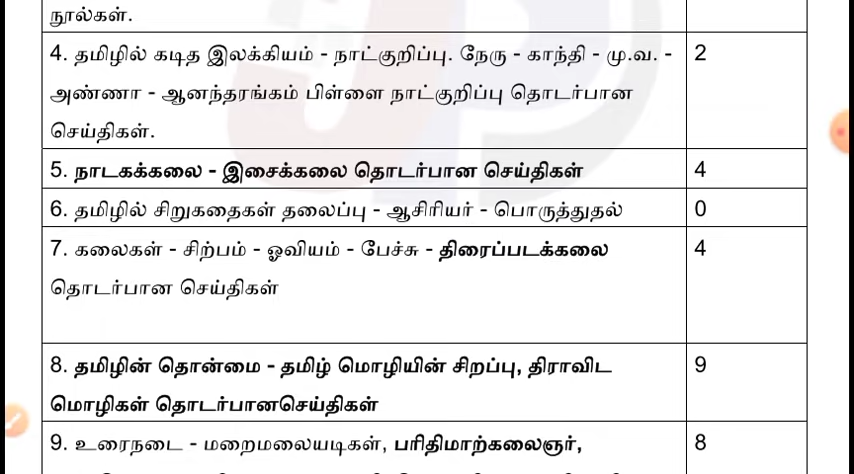 நூல்கள்.
4. தமிழில் கடித இலக்கியம் - நாட்குறிப்பு. நேரு - காந்தி - மு.வ. - 2
அண்ணா - ஆனந்தரங்கம் பிள்ளை நாட்குறிப்பு தொடர்பான
செய்திகள்.
5. நாடகக்கலை - இசைக்கலை தொடர்பான செய்திகள் 4
6. தமிழில் சிறுகதைகள் தலைப்பு - ஆசிரியர் - பொருத்துதல் 0
7. கலைகள் - சிற்பம் - ஓவியம் - பேச்சு - திரைப்படக்கலை 4
தொடர்பான செய்திகள்
8. தமிழின் தொன்மை - தமிழ் மொழியின் சிறப்பு, திராவிட 9
மொழிகள் தொடர்பானசெய்திகள்
9. உரைநடை - மறைமலையடிகள், பரிதிமாற்கலைஞர், 8